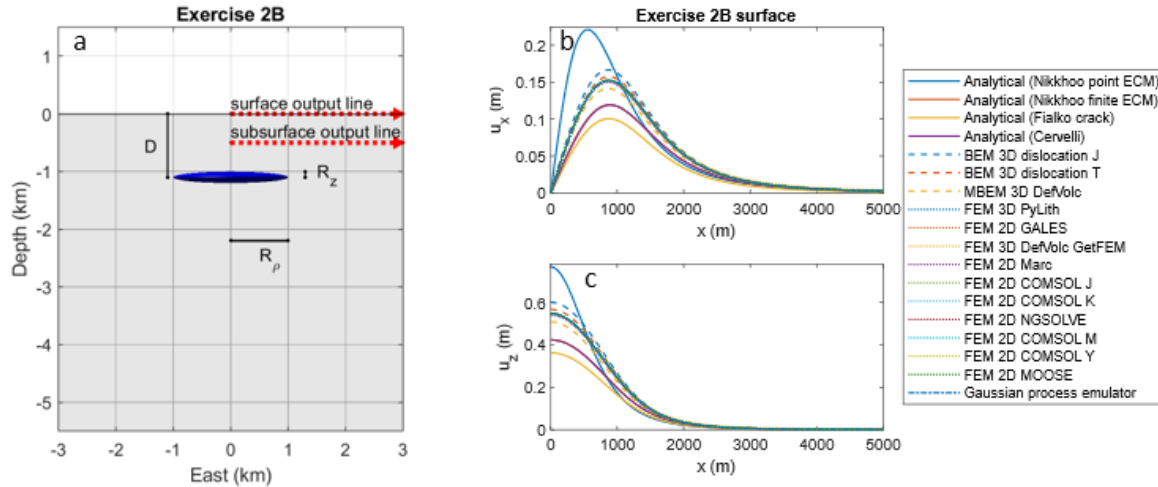 Exercise 2B
a
surface output line
subsurface output line
D
R_z
R_ρ
1
0
-1
-2
-3
-4
-5
Depth (km)
-3
-2
-1
0
1
2
3
East (km)
Exercise 2B surface
b
0.2
0.15
0.1
0.05
0
u_x (m)
0
1000
2000
3000
4000
5000
x (m)
c
0.6
0.4
0.2
0
u_z (m)
0
1000
2000
3000
4000
5000
x (m)
Analytical (Nikkhoo point ECM)
Analytical (Nikkhoo finite ECM)
Analytical (Fialko crack)
Analytical (Cervelli)
BEM 3D dislocation J
BEM 3D dislocation T
MBEM 3D DefVolc
FEM 3D PyLith
FEM 2D GALES
FEM 3D DefVolc GetFEM
FEM 2D Marc
FEM 2D COMSOL J
FEM 2D COMSOL K
FEM 2D NGSOLVE
FEM 2D COMSOL M
FEM 2D COMSOL Y
FEM 2D MOOSE
Gaussian process emulator